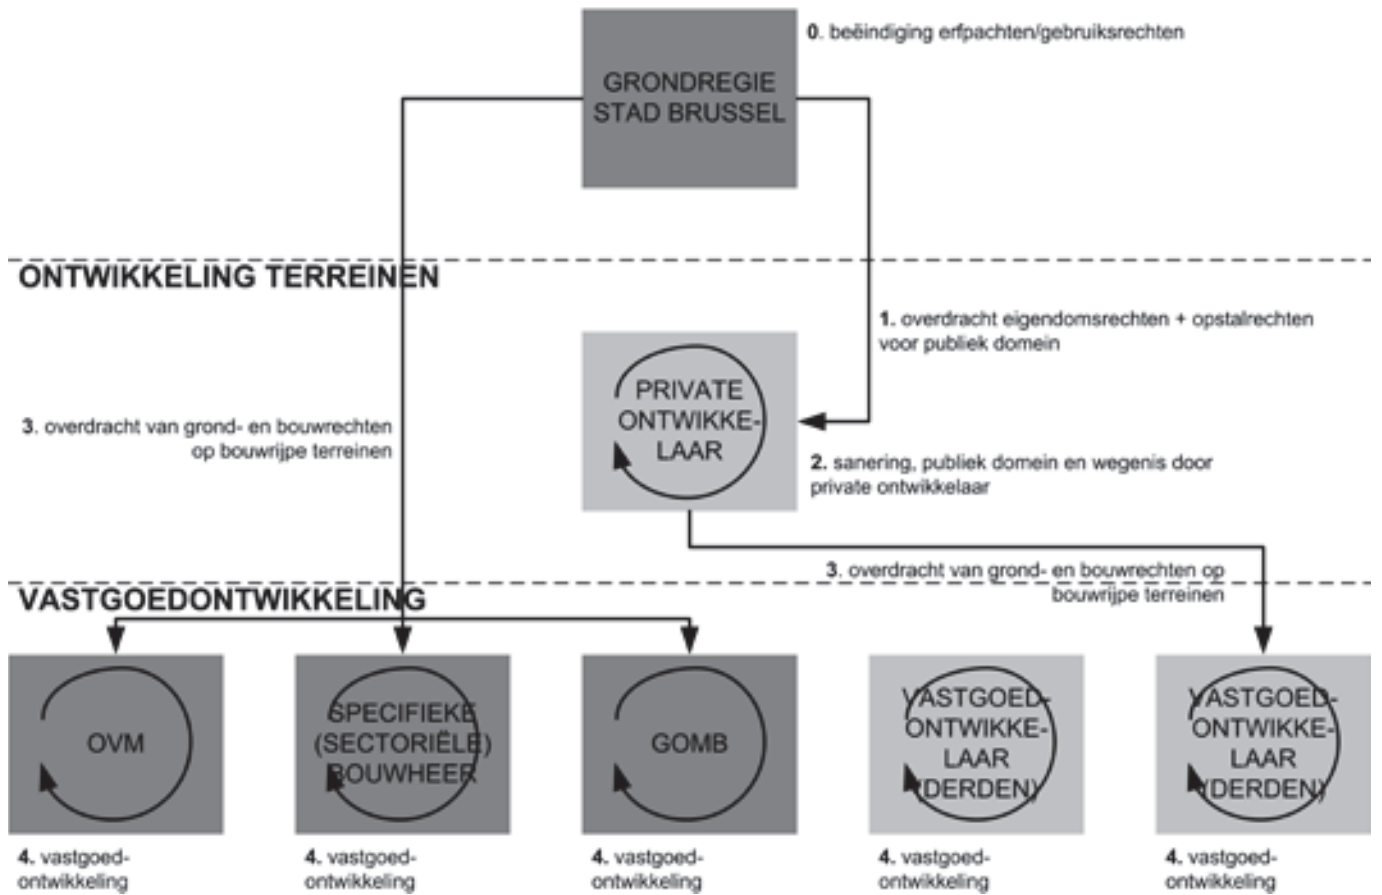 0. beëindiging erfpachten/gebruiksrechten
GRONDREGIE
STAD BRUSSEL
ONTWIKKELING TERREINEN
1. overdracht eigendomsrechten + opstalrechten
voor publiek domein
PRIVATE
ONTWIKKE-
LAAR
3. overdracht van grond- en bouwrechten
op bouwrijpe terreinen
2. sanering, publiek domein en wegenis door
private ontwikkelaar
3. overdracht van grond- en bouwrechten op
bouwrijpe terreinen
VASTGOEDONTWIKKELING
OVM
SPECIFIEKE
(SECTORIËLE)
BOUWHEER
GOMB
VASTGOED-
ONTWIKKE-
LAAR
(DERDEN)
VASTGOED-
ONTWIKKE-
LAAR
(DERDEN)
4. vastgoed-
ontwikkeling
4. vastgoed-
ontwikkeling
4. vastgoed-
ontwikkeling
4. vastgoed-
ontwikkeling
4. vastgoed-
ontwikkeling